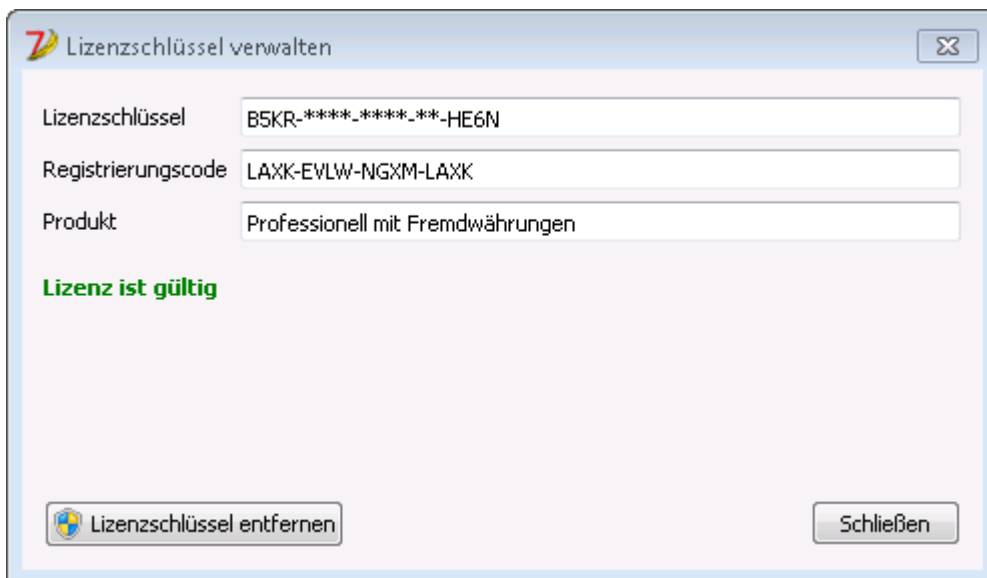 Lizenzschlüssel verwalten
Lizenzschlüssel B5KR-****-****-**-HE6N
Registrierungscode LAXK-EVLW-NGXM-LAXK
Produkt Professionell mit Fremdwährungen
Lizenz ist gültig
Lizenzschlüssel entfernen Schließen